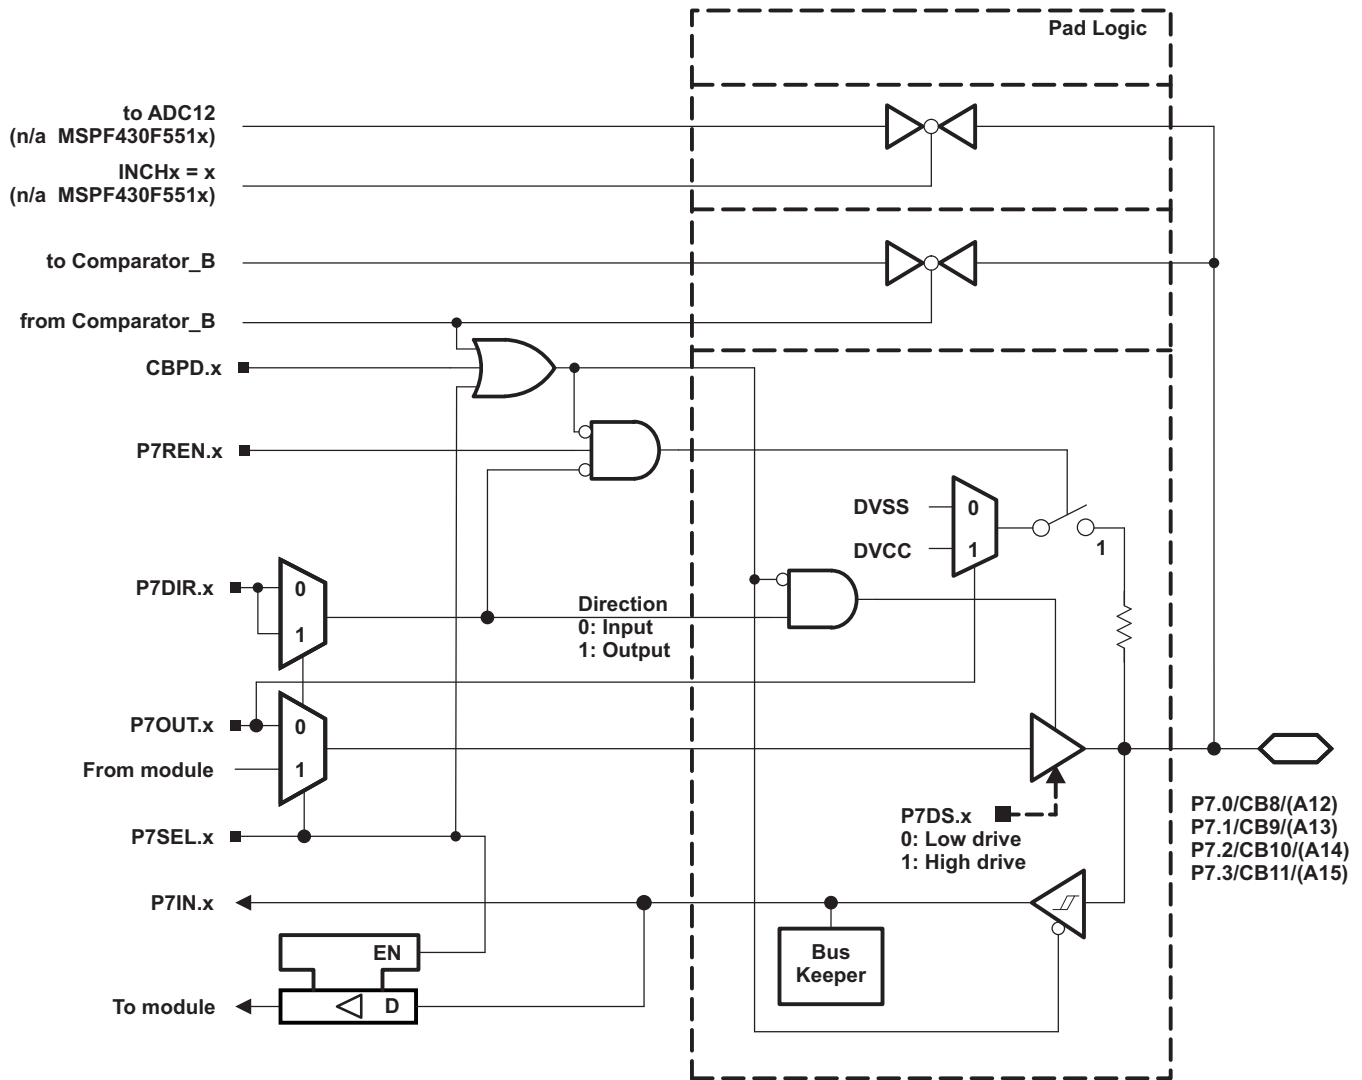 Pad Logic
to ADC12
(n/a MSPF430F551x)
INCHx = x
(n/a MSPF430F551x)
to Comparator_B
from Comparator_B
CBPD.x
P7REN.x
DVSS
0
DVCC
1
1
P7DIR.x
0
1
Direction
0: Input
1: Output
P7OUT.x
0
From module
1
P7DS.x
0: Low drive
1: High drive
P7.0/CB8/(A12)
P7.1/CB9/(A13)
P7.2/CB10/(A14)
P7.3/CB11/(A15)
P7SEL.x
P7IN.x
EN
Bus
Keeper
To module
D